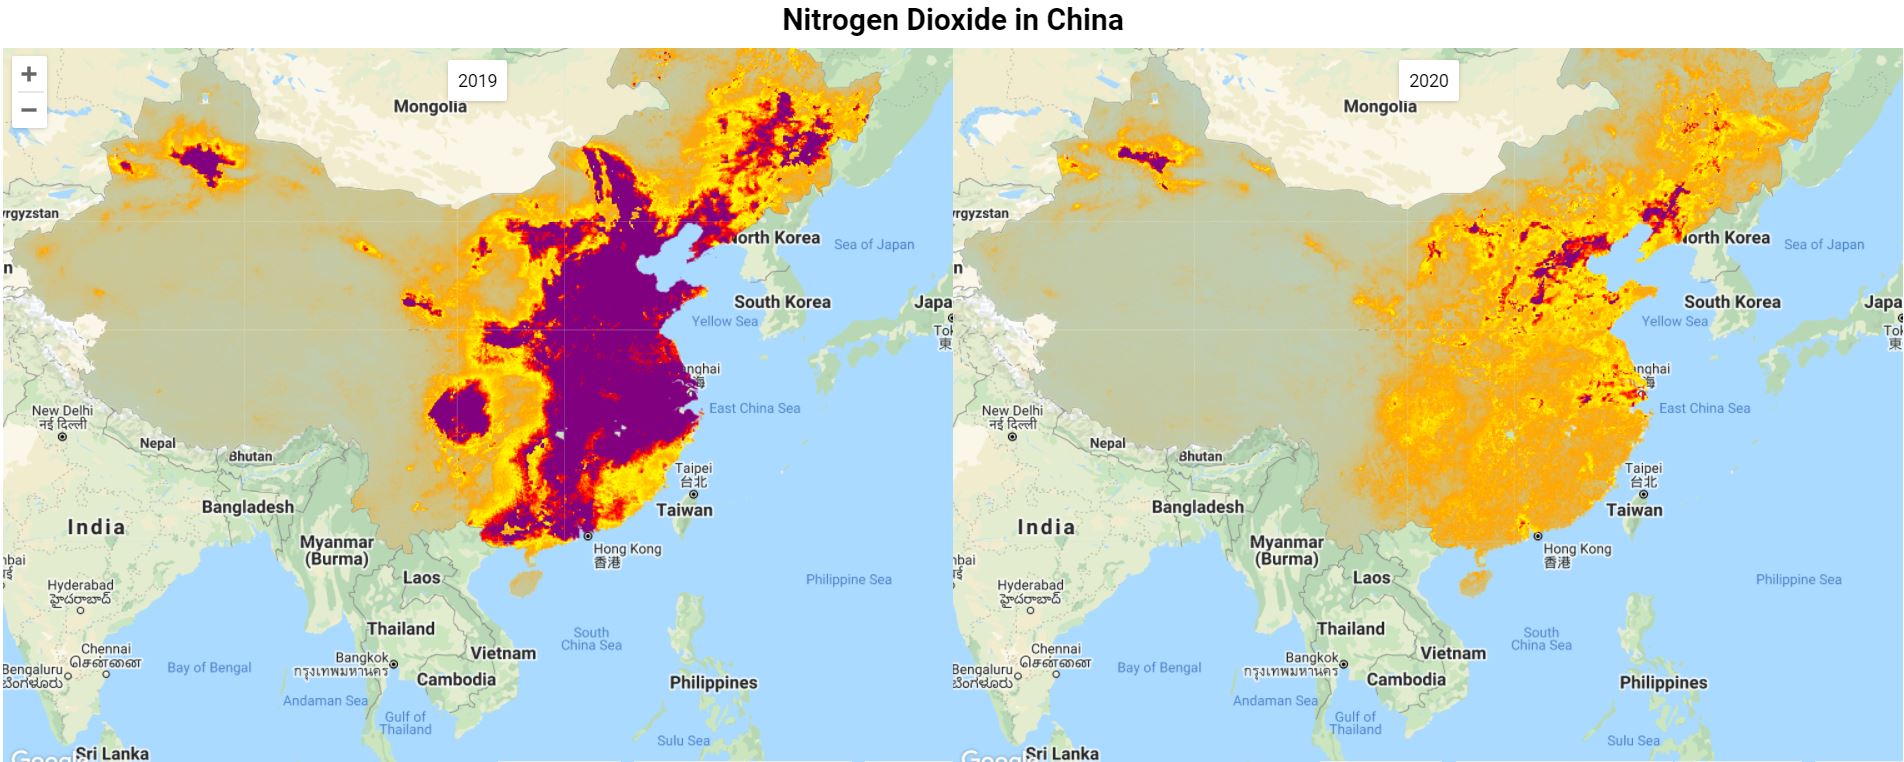 Nitrogen Dioxide in China
+
−
2019
Mongolia
yrgyzstan
North Korea
Sea of Japan
n
South Korea
Japa
Yellow Sea
Tok
東
anghai
海
East China Sea
New Delhi
नई दिल्ली
Nepal
Bhutan
Taipei
台北
Bangladesh
Taiwan
India
Myanmar
(Burma)
Hong Kong
香港
Laos
Hyderabad
హైదరాబాద్
Philippine Sea
Thailand
South
China Sea
Chennai
சென்னை
Bay of Bengal
Bangkok
กรุงเทพมหานคร
Vietnam
Bengaluru
ಬೆಂಗಳೂರು
Cambodia
Philippines
Andaman Sea
Gulf of
Thailand
Sulu Sea
Sri Lanka
Google
2020
Mongolia
yrgyzstan
North Korea
Sea of Japan
n
South Korea
Japa
Yellow Sea
Tok
東
anghai
海
East China Sea
New Delhi
नई दिल्ली
Nepal
Bhutan
Taipei
台北
Bangladesh
Taiwan
India
Myanmar
(Burma)
Hong Kong
香港
Laos
Hyderabad
హైదరాబాద్
Philippine Sea
Thailand
South
China Sea
Chennai
சென்னை
Bay of Bengal
Bangkok
กรุงเทพมหานคร
Vietnam
Bengaluru
ಬೆಂಗಳೂರು
Cambodia
Philippines
Andaman Sea
Gulf of
Thailand
Sulu Sea
Sri Lanka
Google